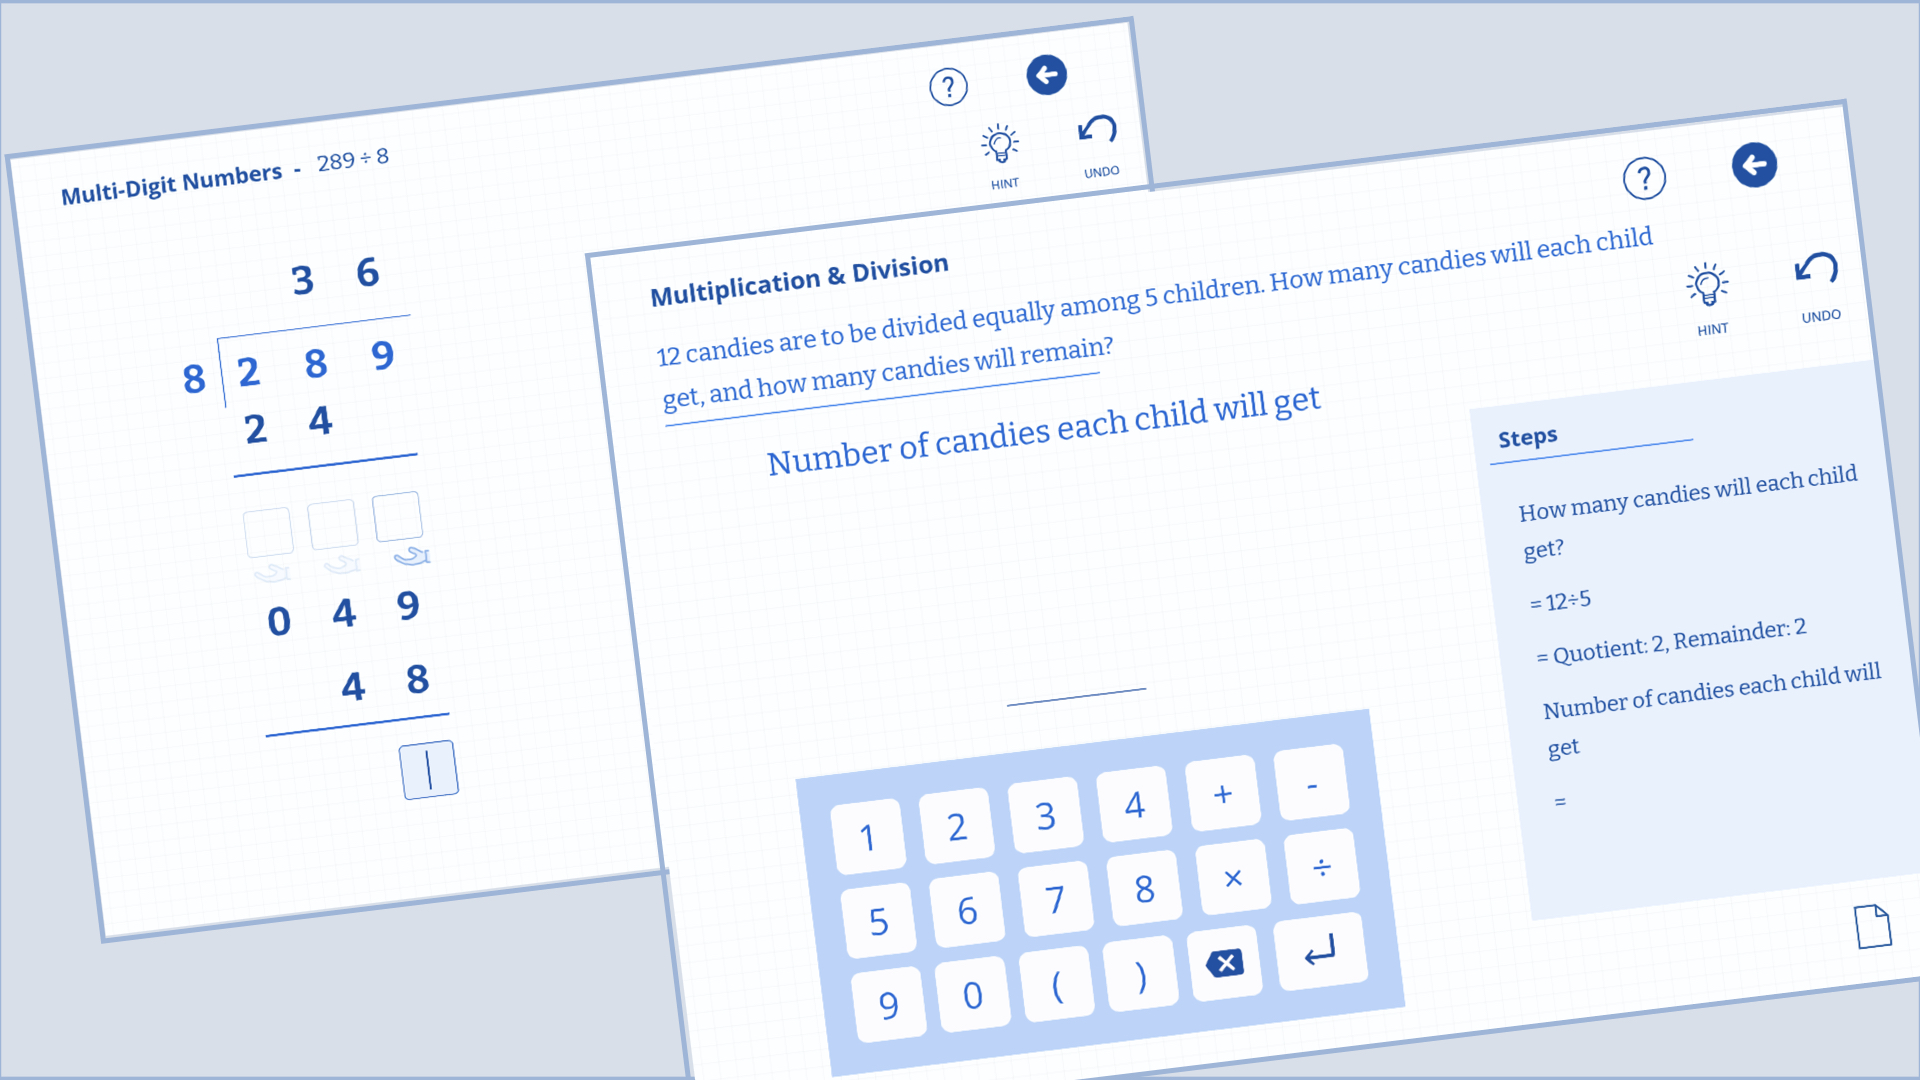 Multi-Digit Numbers - 289 ÷ 8
?
HINT
UNDO
3 6
8 2 8 9
2 4
0 4 9
4 8
Multiplication & Division
12 candies are to be divided equally among 5 children. How many candies will each child
get, and how many candies will remain?
?
HINT
UNDO
Number of candies each child will get
Steps
How many candies will each child
get?
= 12÷5
= Quotient: 2, Remainder: 2
Number of candies each child will
get
=
1 2 3 4 + -
5 6 7 8 × ÷
9 0 ( )